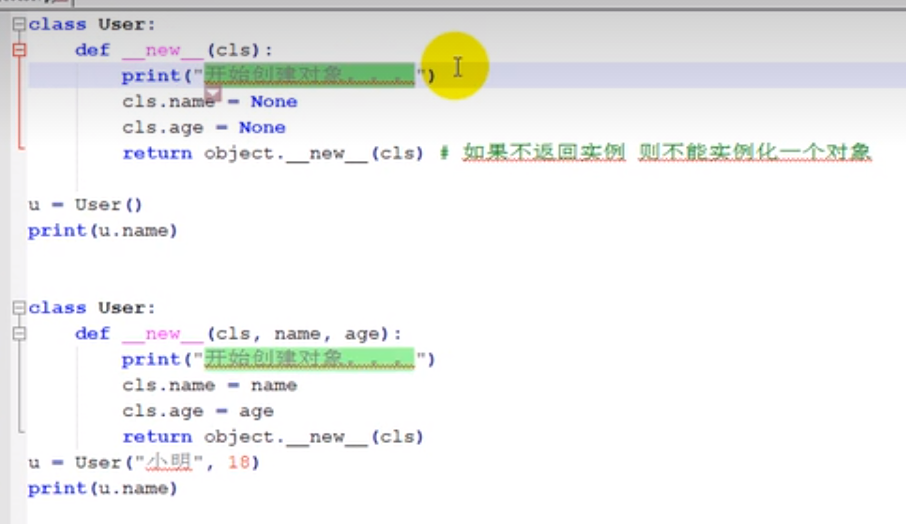 class User:
    def __new__(cls):
        print("开始创建对象. . . .")
        cls.name = None
        cls.age = None
        return object.__new__(cls) # 如果不返回实例 则不能实例化一个对象
u = User()
print(u.name)
class User:
    def __new__(cls, name, age):
        print("开始创建对象. . . .")
        cls.name = name
        cls.age = age
        return object.__new__(cls)
u = User("小明", 18)
print(u.name)